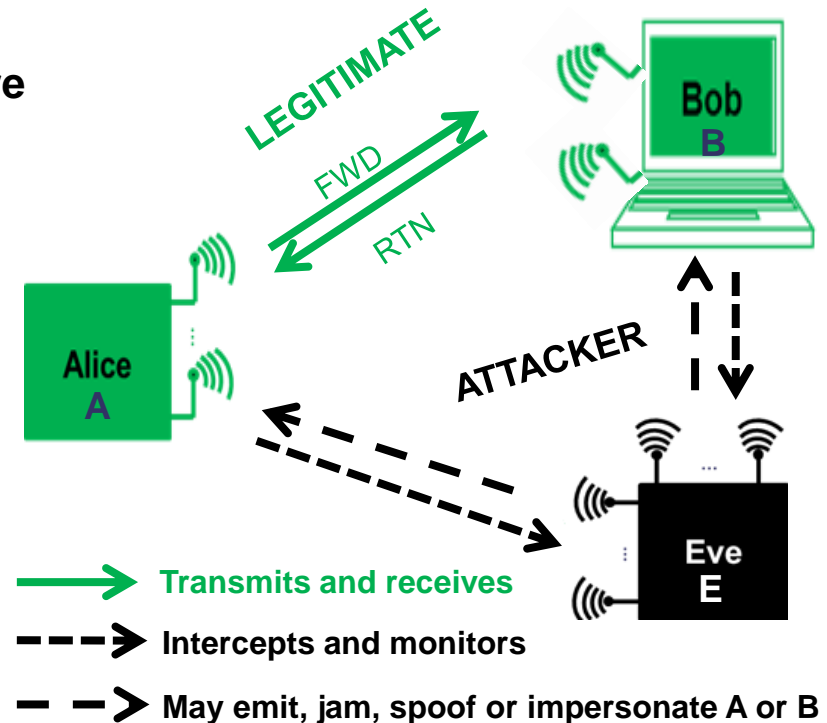 e
LEGITIMATE
FWD
RTN
Bob
B
Alice
A
ATTACKER
Eve
E
Transmits and receives
Intercepts and monitors
May emit, jam, spoof or impersonate A or B